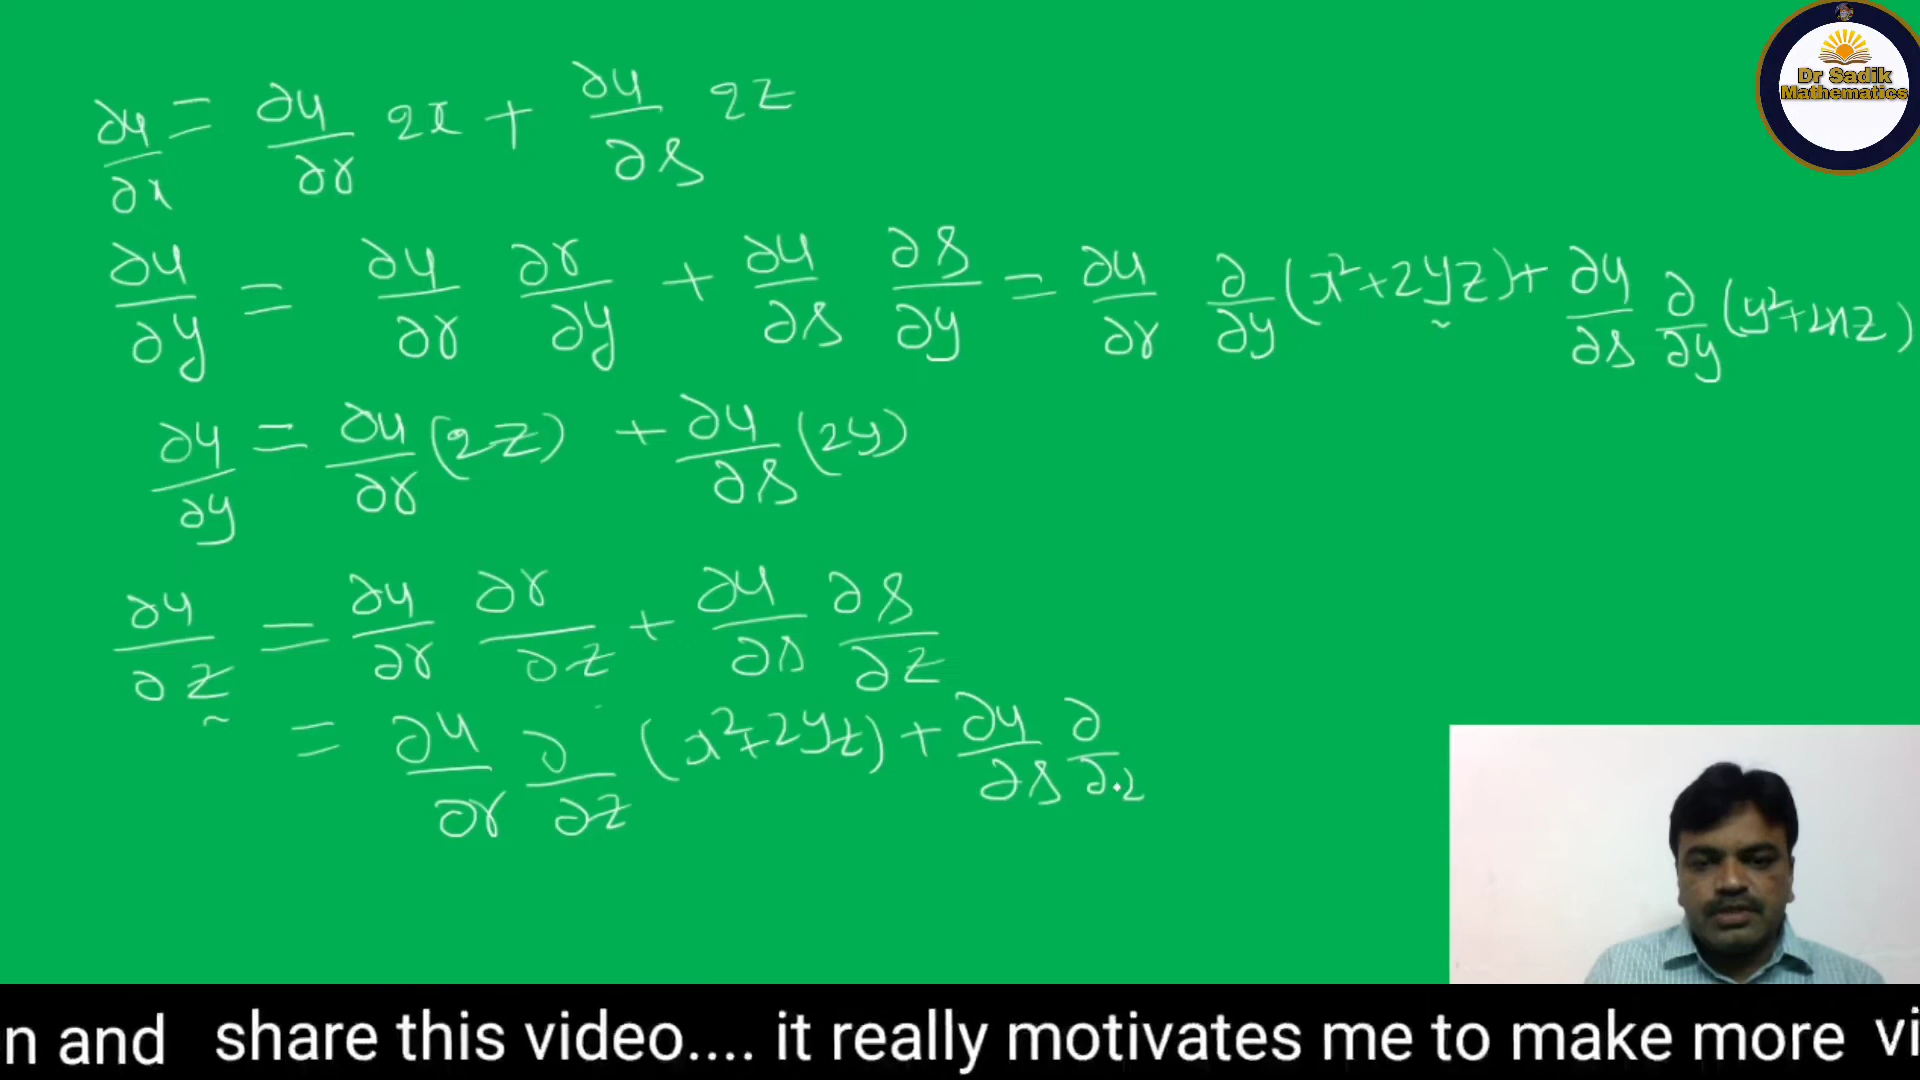 Dr Sadik
Mathematics
∂u/∂x = ∂u/∂r 2x + ∂u/∂s 2z
∂u/∂y = ∂u/∂r ∂r/∂y + ∂u/∂s ∂s/∂y = ∂u/∂r ∂/∂y (x²+2yz) + ∂u/∂s ∂/∂y (y²+2xz)
∂u/∂y = ∂u/∂r (2z) + ∂u/∂s (2y)
∂u/∂z = ∂u/∂r ∂r/∂z + ∂u/∂s ∂s/∂z
= ∂u/∂r ∂/∂z (x²+2yz) + ∂u/∂s ∂/∂z
n and share this video.... it really motivates me to make more vi